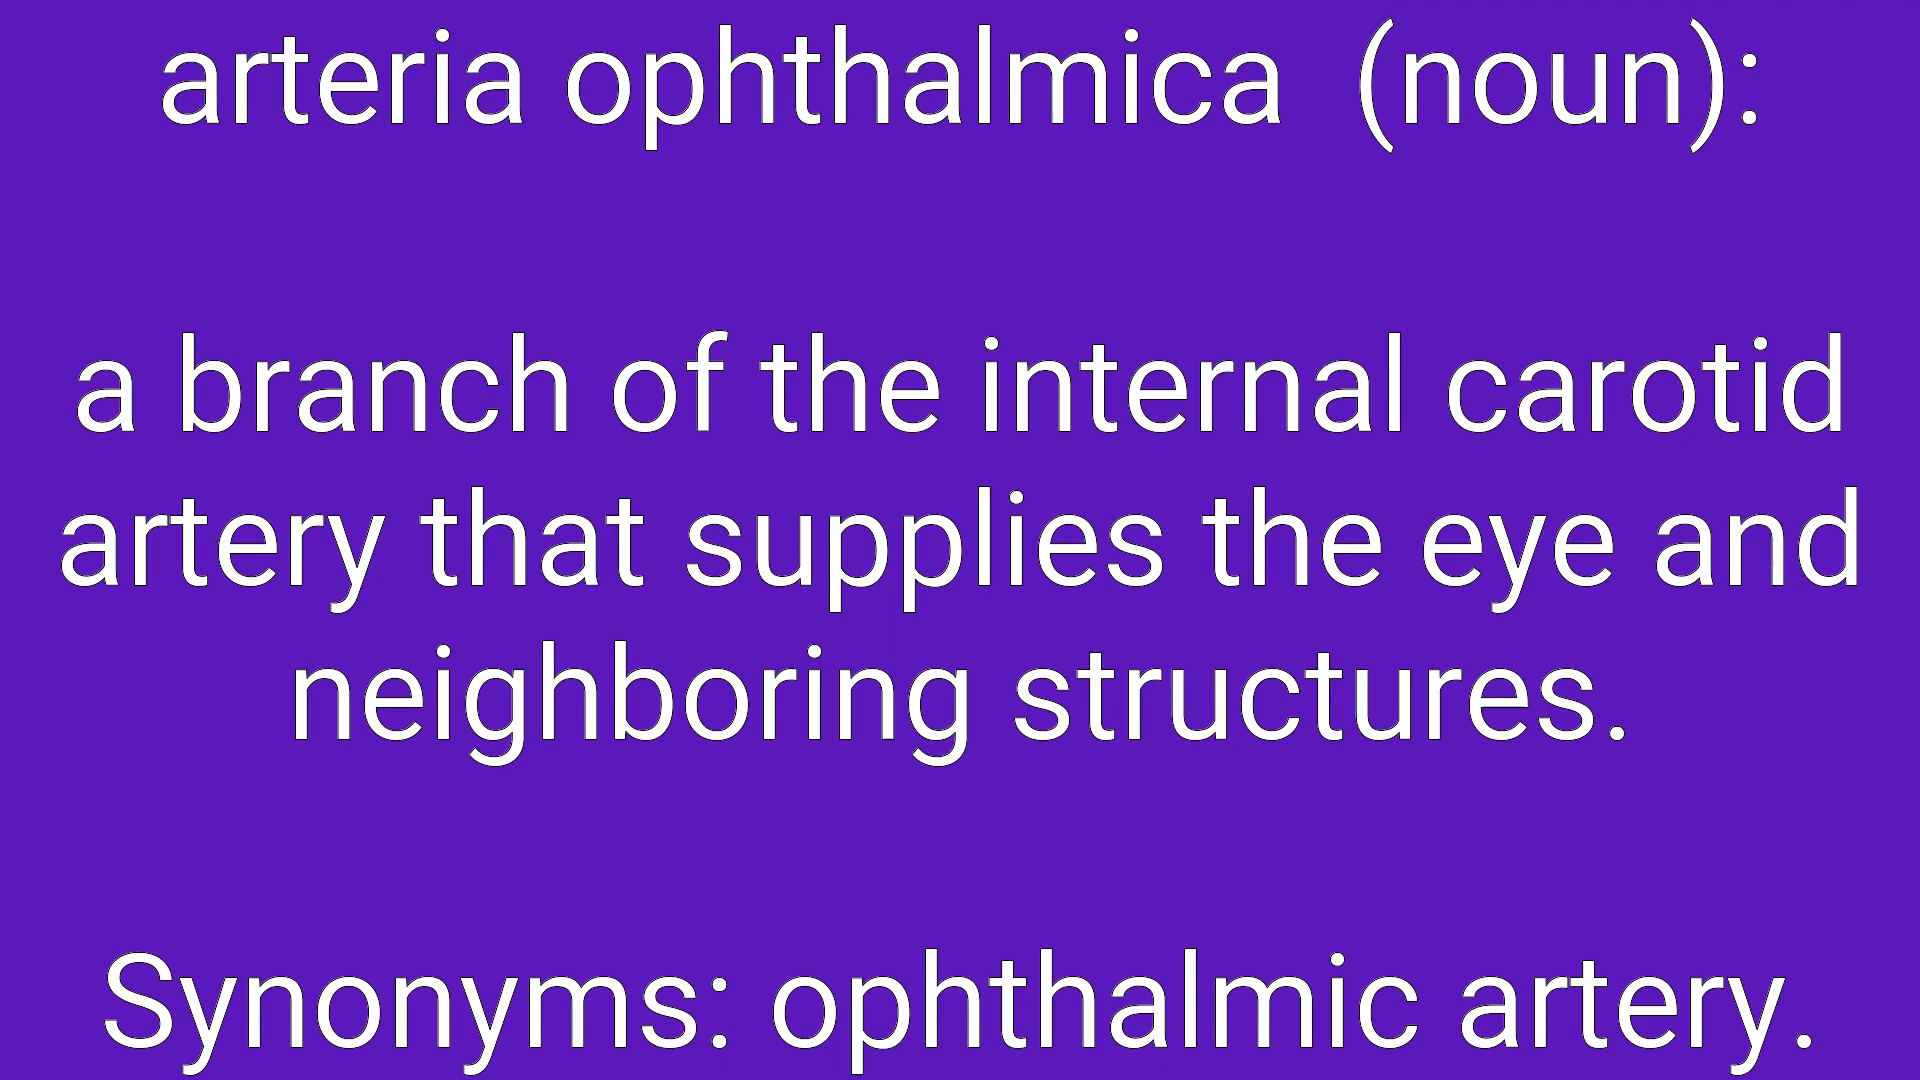 arteria ophthalmica  (noun):
a branch of the internal carotid
artery that supplies the eye and
neighboring structures.
Synonyms: ophthalmic artery.